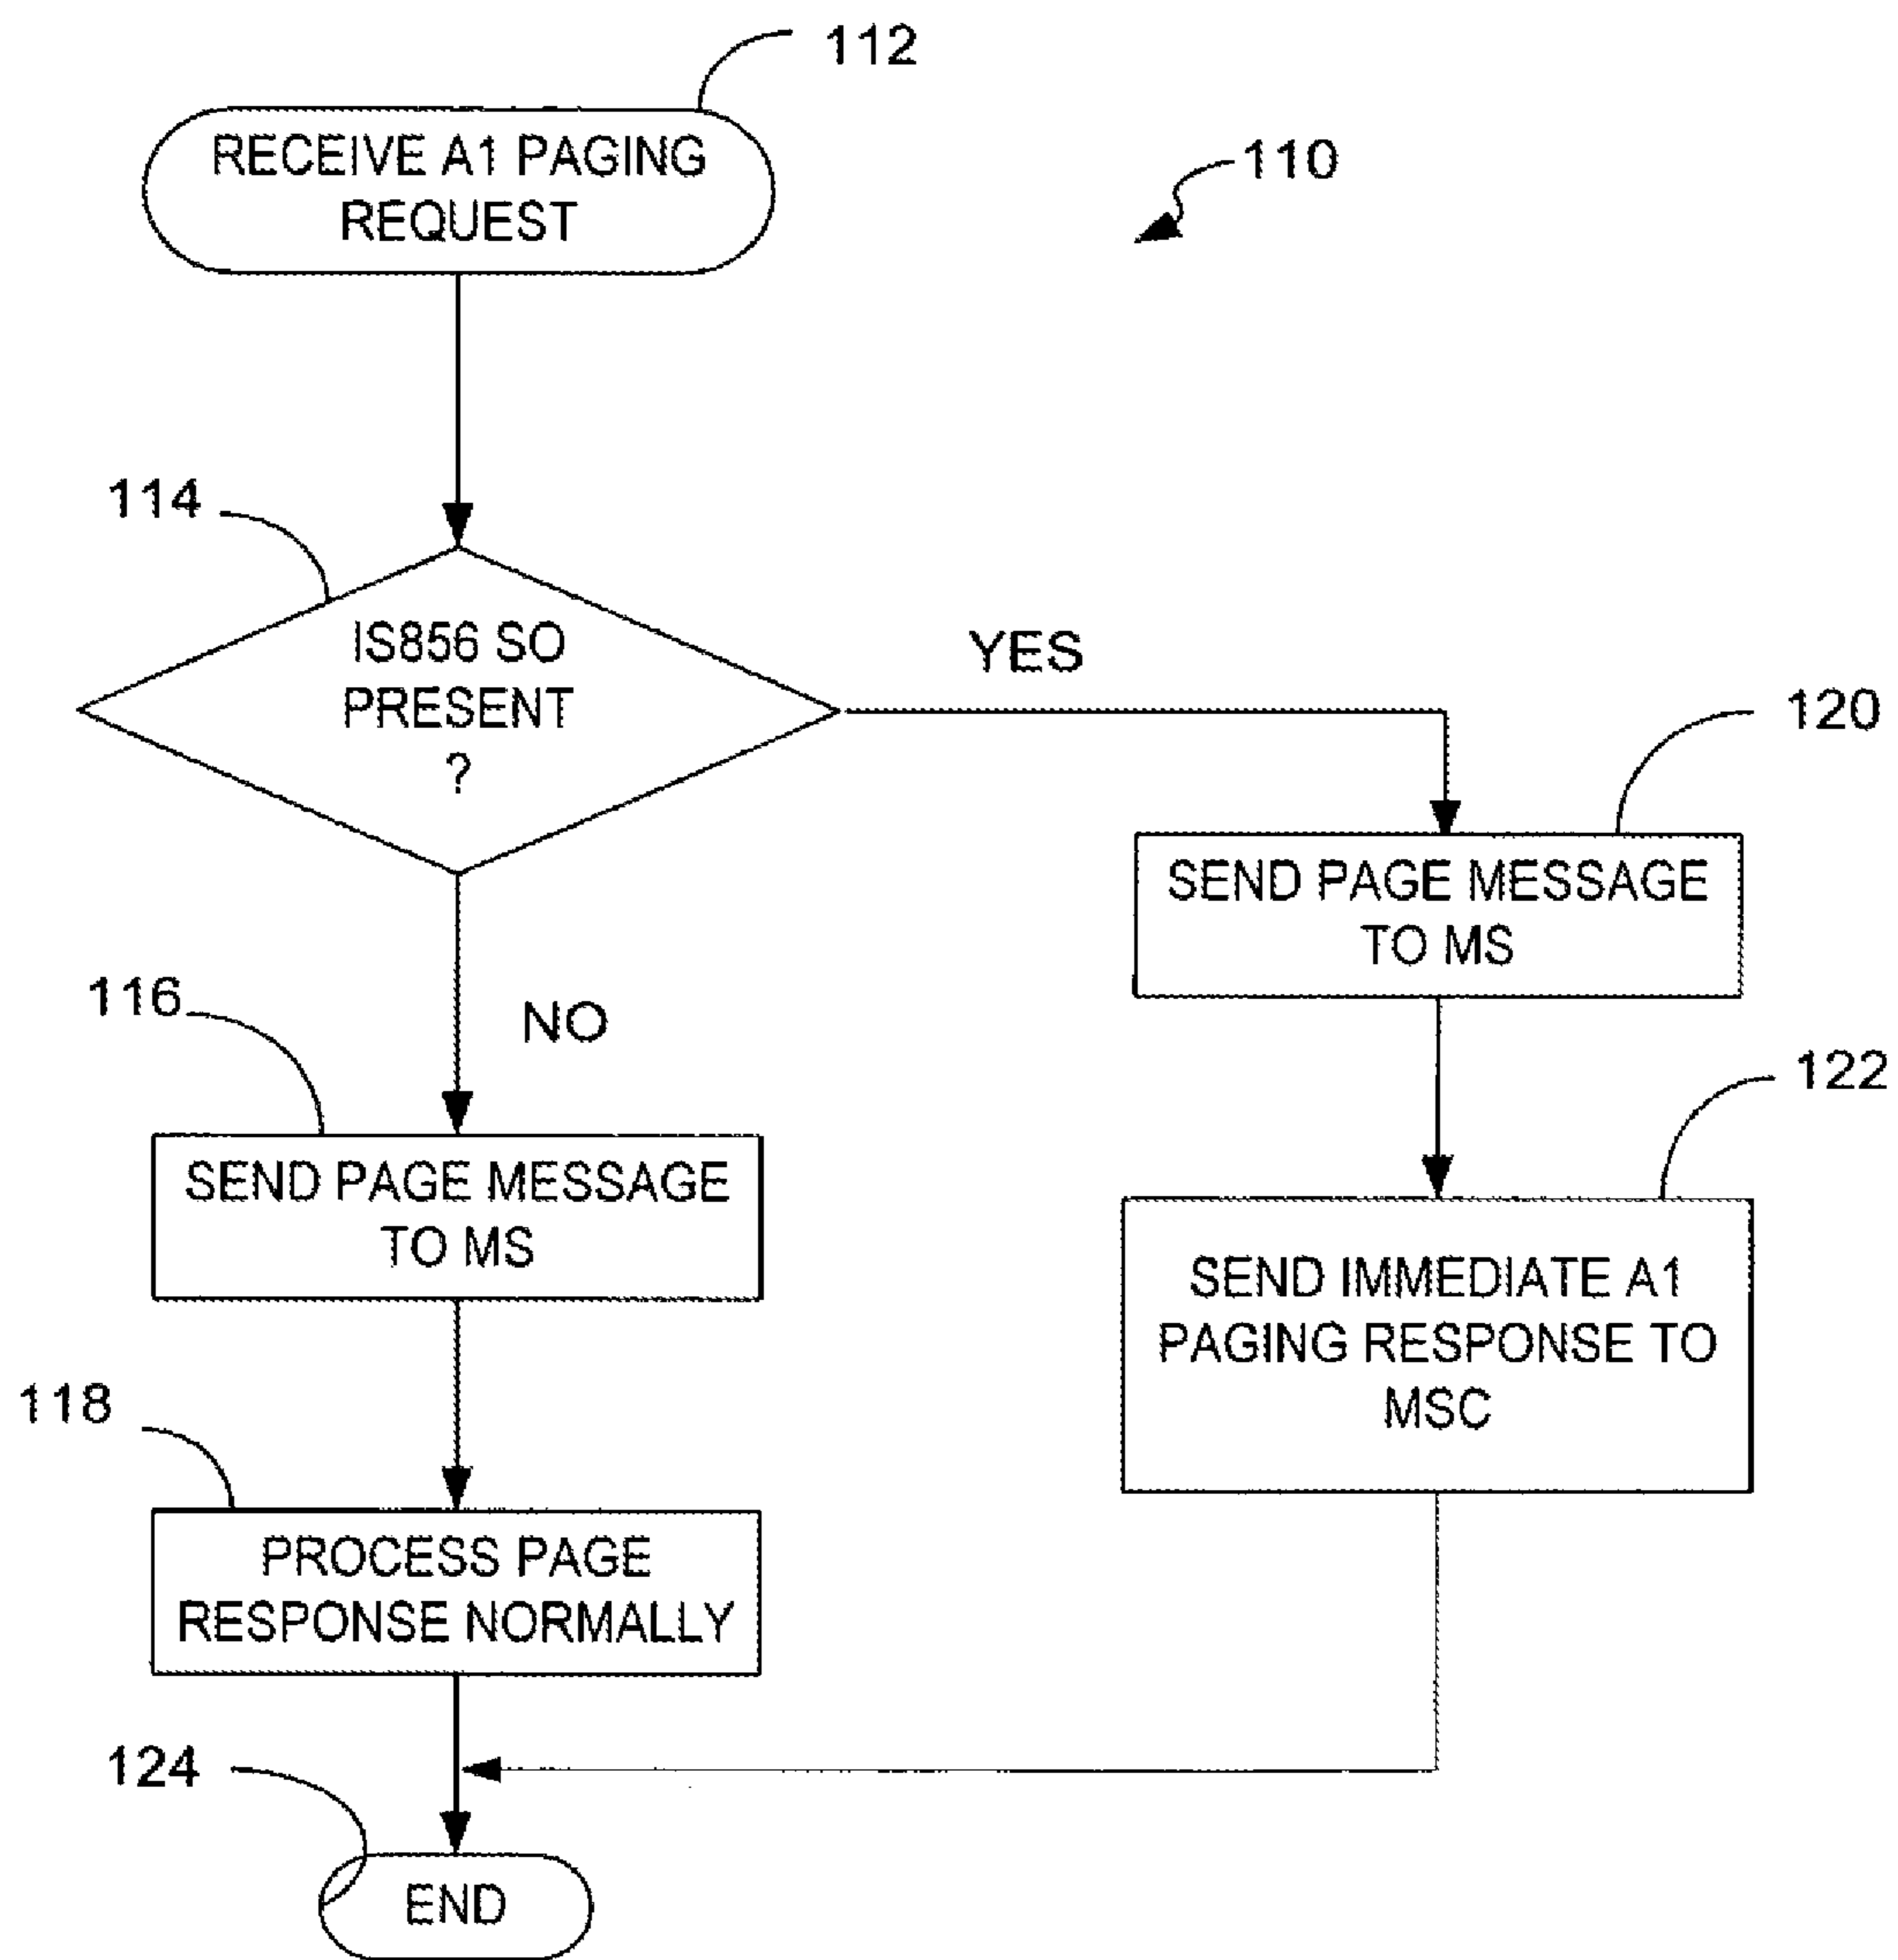 112
RECEIVE A1 PAGING
REQUEST
110
114
IS856 SO
PRESENT
?
YES
120
SEND PAGE MESSAGE
TO MS
116
NO
122
SEND PAGE MESSAGE
TO MS
SEND IMMEDIATE A1
PAGING RESPONSE TO
MSC
118
PROCESS PAGE
RESPONSE NORMALLY
124
END